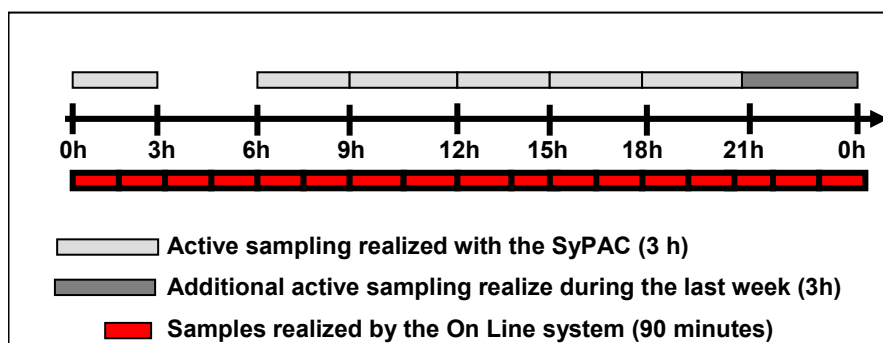 0h 3h 6h 9h 12h 15h 18h 21h 0h
Active sampling realized with the SyPAC (3 h)
Additional active sampling realize during the last week (3h)
Samples realized by the On Line system (90 minutes)